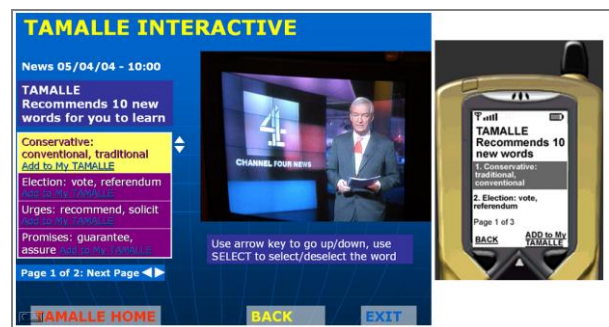 TAMALLE INTERACTIVE
News 05/04/04 - 10:00
TAMALLE
Recommends 10 new
words for you to learn
Conservative:
conventional, traditional
Add to My TAMALLE
Election: vote, referendum
Add to My TAMALLE
Urges: recommend, solicit
Add to My TAMALLE
Promises: guarantee,
assure Add to My TAMALLE
Page 1 of 2: Next Page
4
CHANNEL FOUR NEWS
Use arrow key to go up/down, use
SELECT to select/deselect the word
TAMALLE HOME
BACK
EXIT
TAMALLE
Recommends 10
new words
1. Conservative:
traditional,
conventional
2. Election: vote,
referendum
Page 1 of 3
BACK
ADD to My
TAMALLE